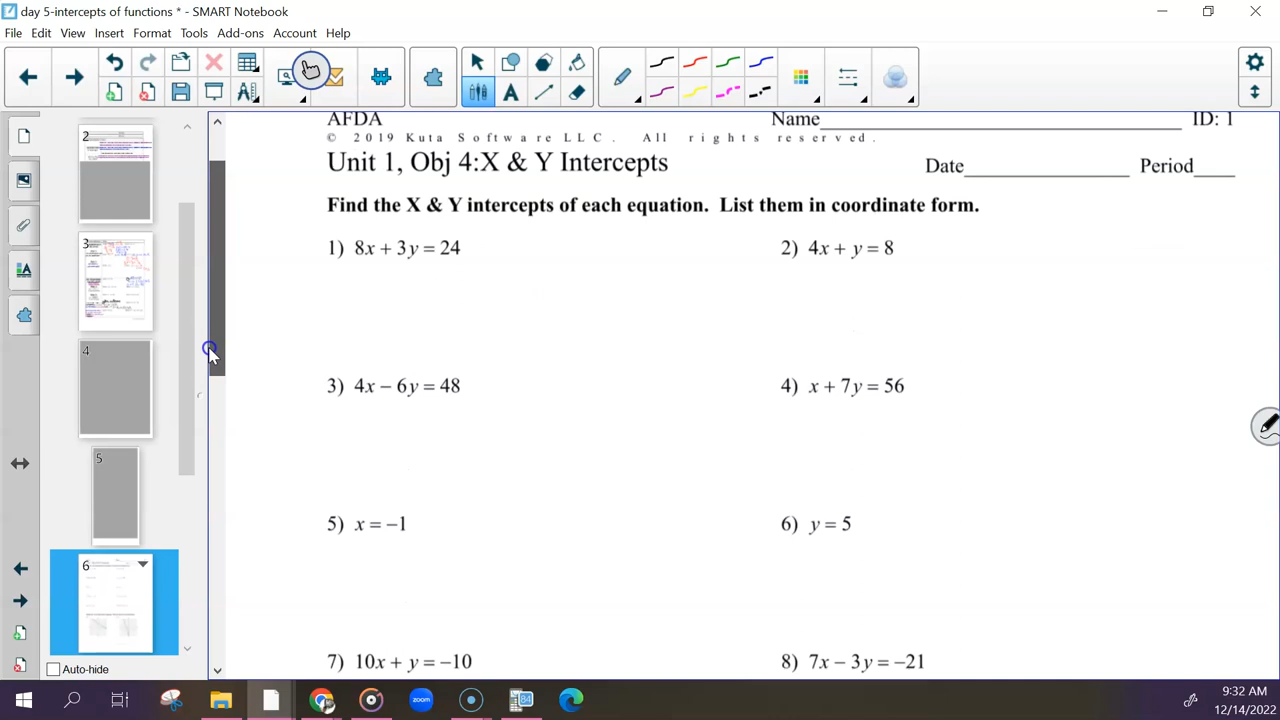 day 5-intercepts of functions * - SMART Notebook
File Edit View Insert Format Tools Add-ons Account Help
AFDA
Name ID: 1
© 2019 Kuta Software LLC. All rights reserved.
Unit 1, Obj 4:X & Y Intercepts
Date Period
Find the X & Y intercepts of each equation. List them in coordinate form.
1) 8x + 3y = 24
2) 4x + y = 8
3) 4x − 6y = 48
4) x + 7y = 56
5) x = −1
6) y = 5
7) 10x + y = −10
8) 7x − 3y = −21
2
3
4
5
6
Auto-hide
zoom
84
9:32 AM
12/14/2022